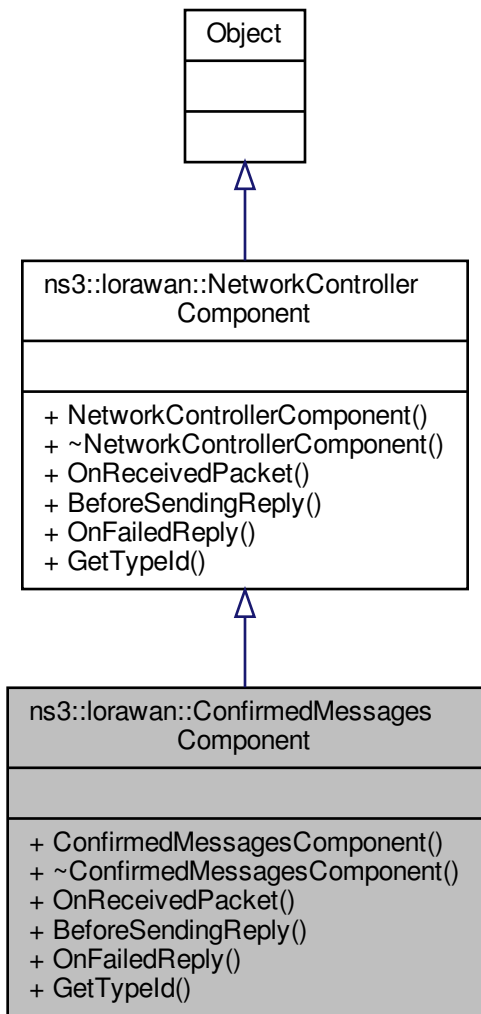 Object
ns3::lorawan::NetworkController
Component
+ NetworkControllerComponent()
+ ~NetworkControllerComponent()
+ OnReceivedPacket()
+ BeforeSendingReply()
+ OnFailedReply()
+ GetTypeId()
ns3::lorawan::ConfirmedMessages
Component
+ ConfirmedMessagesComponent()
+ ~ConfirmedMessagesComponent()
+ OnReceivedPacket()
+ BeforeSendingReply()
+ OnFailedReply()
+ GetTypeId()